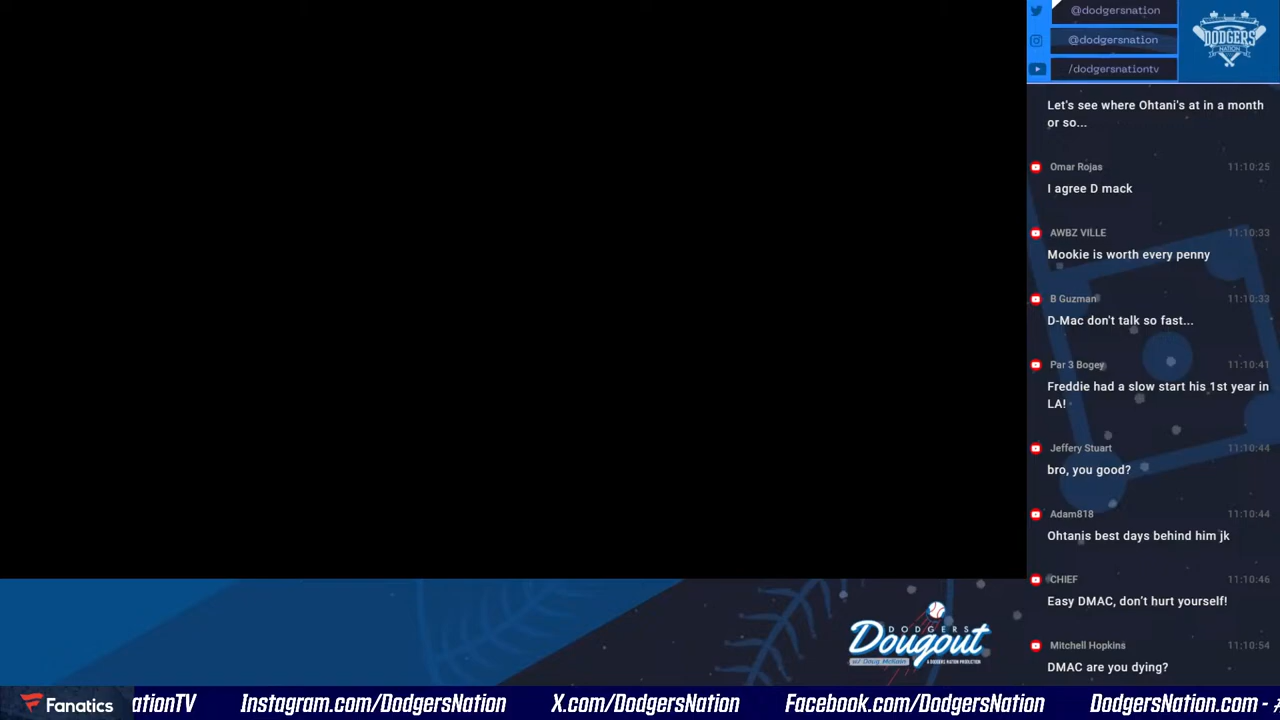 @dodgersnation
@dodgersnation
/dodgersnationtv
DODGERS
NATION
Let's see where Ohtani's at in a month
or so...
Omar Rojas 11:10:25
I agree D mack
AWBZ VILLE 11:10:33
Mookie is worth every penny
B Guzman 11:10:33
D-Mac don't talk so fast...
Par 3 Bogey 11:10:41
Freddie had a slow start his 1st year in
LA!
Jeffery Stuart 11:10:44
bro, you good?
Adam818 11:10:44
Ohtanis best days behind him jk
CHIEF 11:10:46
Easy DMAC, don't hurt yourself!
Mitchell Hopkins 11:10:54
DMAC are you dying?
DODGERS
Dougout
w/ Doug McKain A DODGERS NATION PRODUCTION
Fanatics ationTV Instagram.com/DodgersNation X.com/DodgersNation Facebook.com/DodgersNation DodgersNation.com -